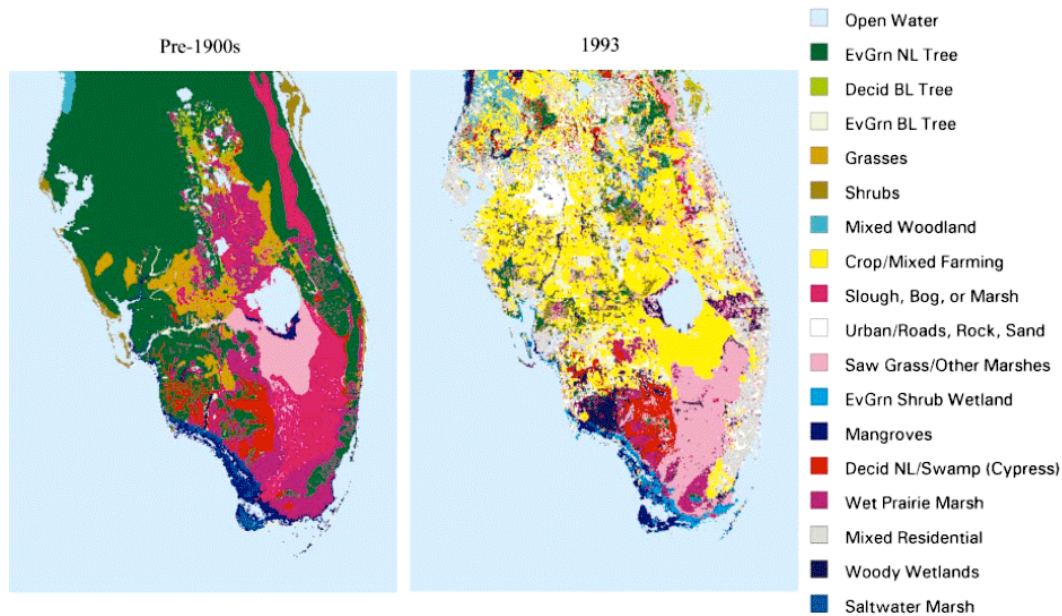 Pre-1900s
1993
Open Water
EvGrn NL Tree
Decid BL Tree
EvGrn BL Tree
Grasses
Shrubs
Mixed Woodland
Crop/Mixed Farming
Slough, Bog, or Marsh
Urban/Roads, Rock, Sand
Saw Grass/Other Marshes
EvGrn Shrub Wetland
Mangroves
Decid NL/Swamp (Cypress)
Wet Prairie Marsh
Mixed Residential
Woody Wetlands
Saltwater Marsh